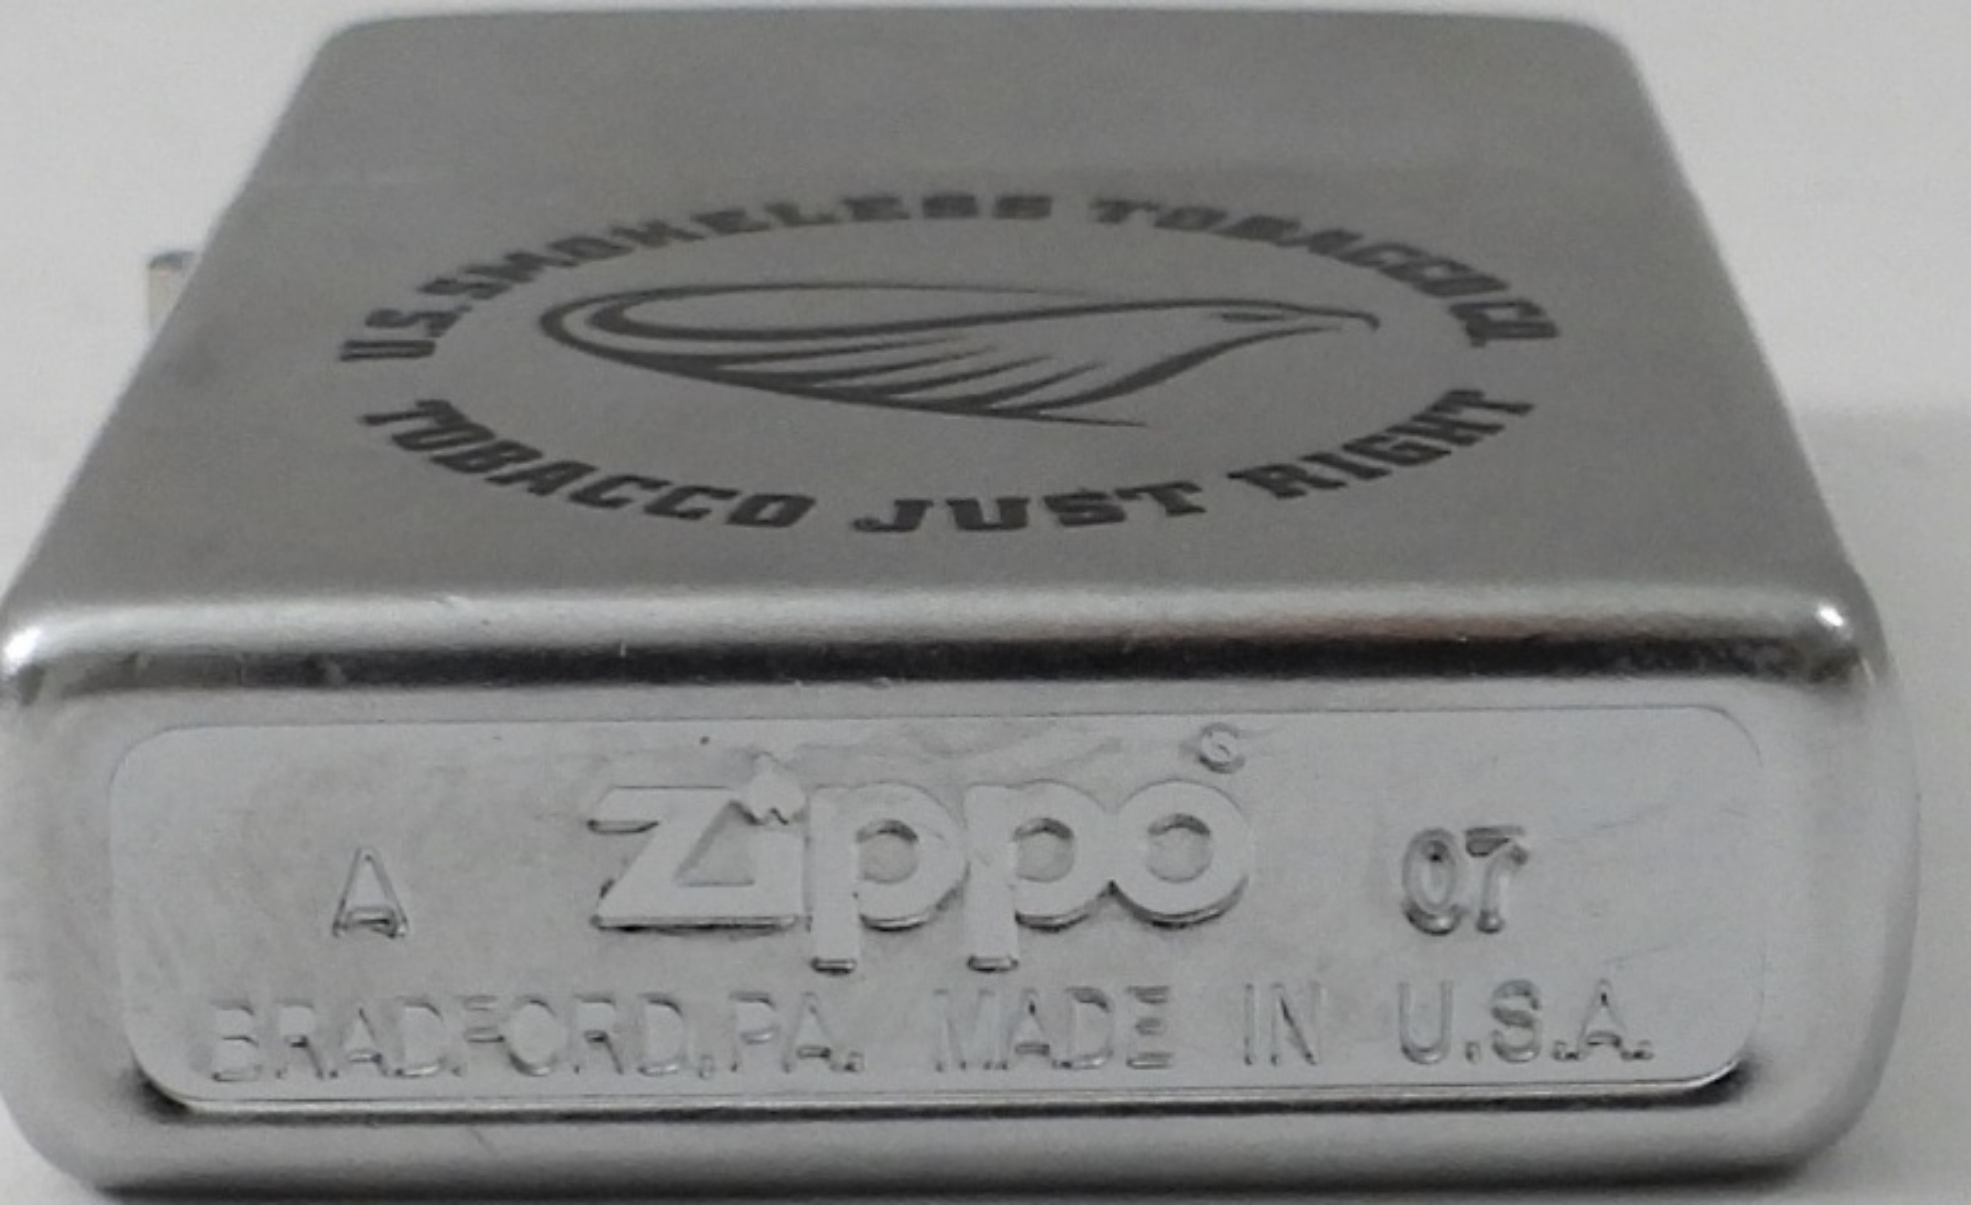 U.S. SMOKELESS TOBACCO CO
TOBACCO JUST RIGHT
A Zippo® 07
BRADFORD, PA. MADE IN U.S.A.